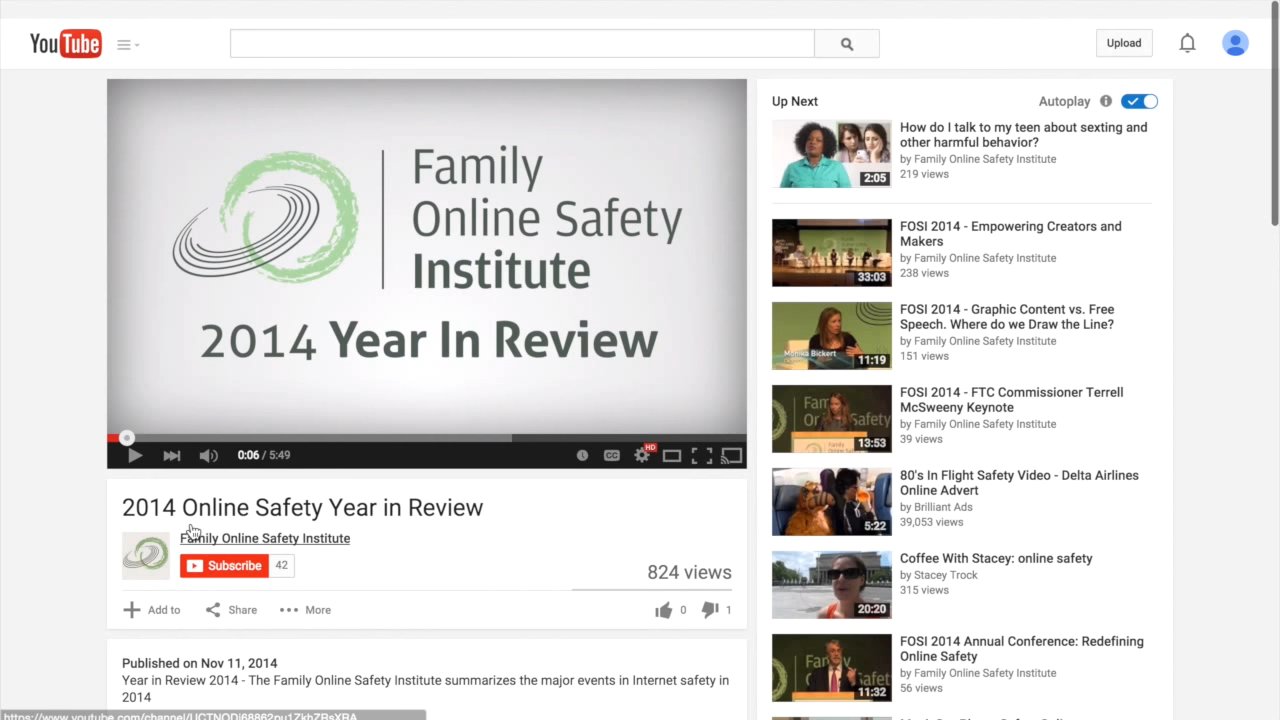 YouTube
Upload
Family
Online Safety
Institute
2014 Year In Review
HD
0:06 / 5:49
2014 Online Safety Year in Review
Family Online Safety Institute
Subscribe 42
824 views
Add to Share More 0 1
Published on Nov 11, 2014
Year in Review 2014 - The Family Online Safety Institute summarizes the major events in Internet safety in
2014
Up Next Autoplay
How do I talk to my teen about sexting and
other harmful behavior?
by Family Online Safety Institute
219 views
2:05
FOSI 2014 - Empowering Creators and
Makers
by Family Online Safety Institute
238 views
33:03
FOSI 2014 - Graphic Content vs. Free
Speech. Where do we Draw the Line?
by Family Online Safety Institute
151 views
Monika Bickert
11:19
FOSI 2014 - FTC Commissioner Terrell
McSweeny Keynote
by Family Online Safety Institute
39 views
13:53
80's In Flight Safety Video - Delta Airlines
Online Advert
by Brilliant Ads
39,053 views
5:22
Coffee With Stacey: online safety
by Stacey Trock
315 views
20:20
FOSI 2014 Annual Conference: Redefining
Online Safety
by Family Online Safety Institute
56 views
11:32